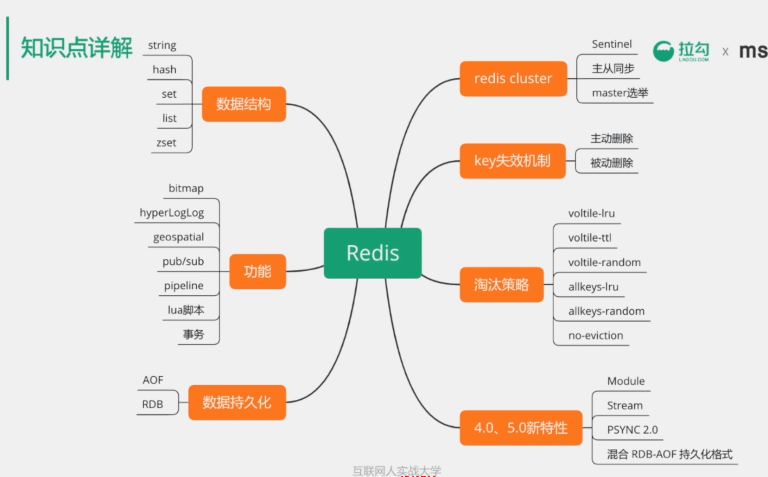 知识点详解
拉勾
LAGOU.COM
x
ms
Redis
数据结构
string
hash
set
list
zset
功能
bitmap
hyperLogLog
geospatial
pub/sub
pipeline
lua脚本
事务
数据持久化
AOF
RDB
redis cluster
Sentinel
主从同步
master选举
key失效机制
主动删除
被动删除
淘汰策略
voltile-lru
voltile-ttl
voltile-random
allkeys-lru
allkeys-random
no-eviction
4.0、5.0新特性
Module
Stream
PSYNC 2.0
混合 RDB-AOF 持久化格式
互联网人实战大学